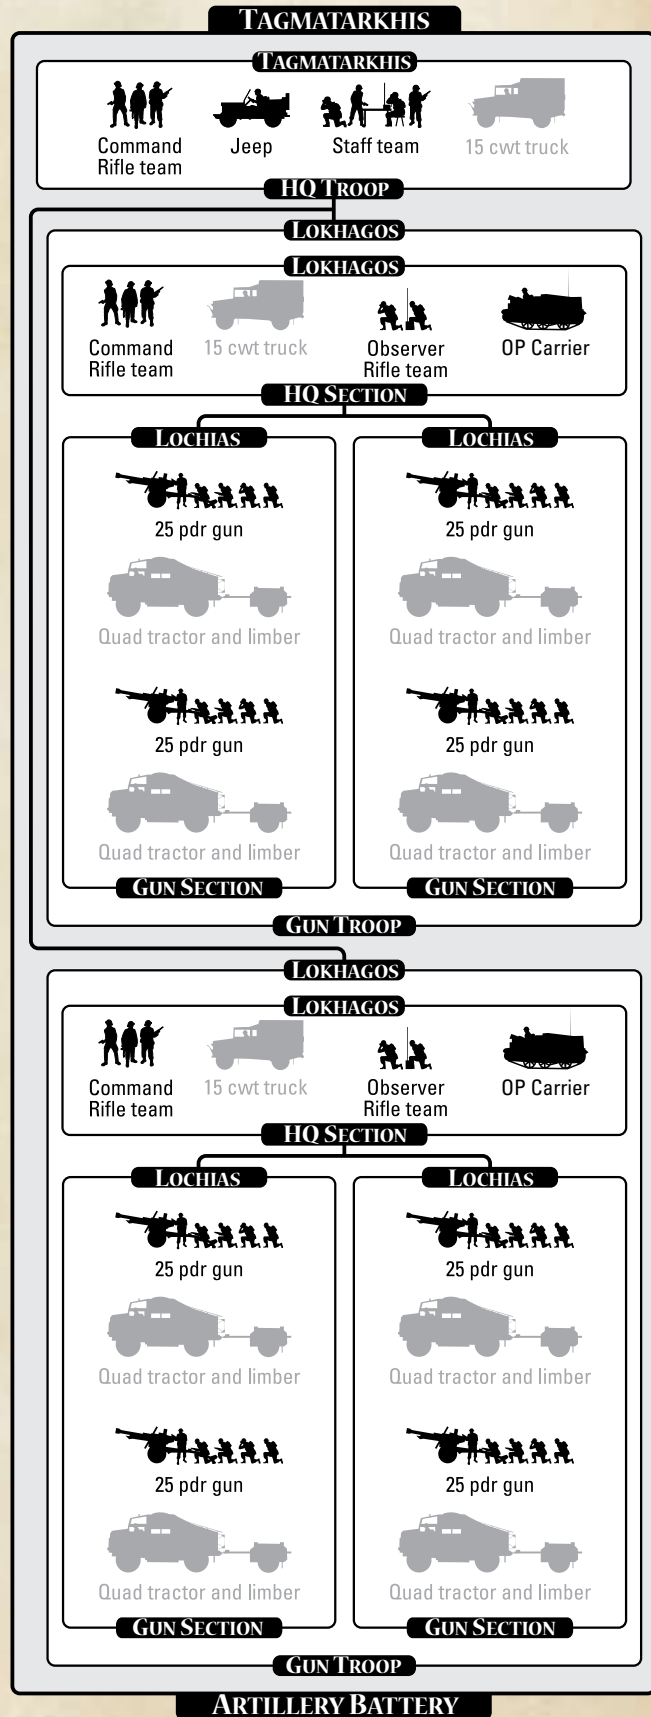 TAGMATARKHIS
TAGMATARKHIS
Command
Rifle team
Jeep
Staff team
15 cwt truck
HQ TROOP
LOKHAGOS
LOKHAGOS
Command
Rifle team
15 cwt truck
Observer
Rifle team
OP Carrier
HQ SECTION
LOCHIAS
25 pdr gun
Quad tractor and limber
25 pdr gun
Quad tractor and limber
GUN SECTION
LOCHIAS
25 pdr gun
Quad tractor and limber
25 pdr gun
Quad tractor and limber
GUN SECTION
GUN TROOP
LOKHAGOS
LOKHAGOS
Command
Rifle team
15 cwt truck
Observer
Rifle team
OP Carrier
HQ SECTION
LOCHIAS
25 pdr gun
Quad tractor and limber
25 pdr gun
Quad tractor and limber
GUN SECTION
LOCHIAS
25 pdr gun
Quad tractor and limber
25 pdr gun
Quad tractor and limber
GUN SECTION
GUN TROOP
ARTILLERY BATTERY